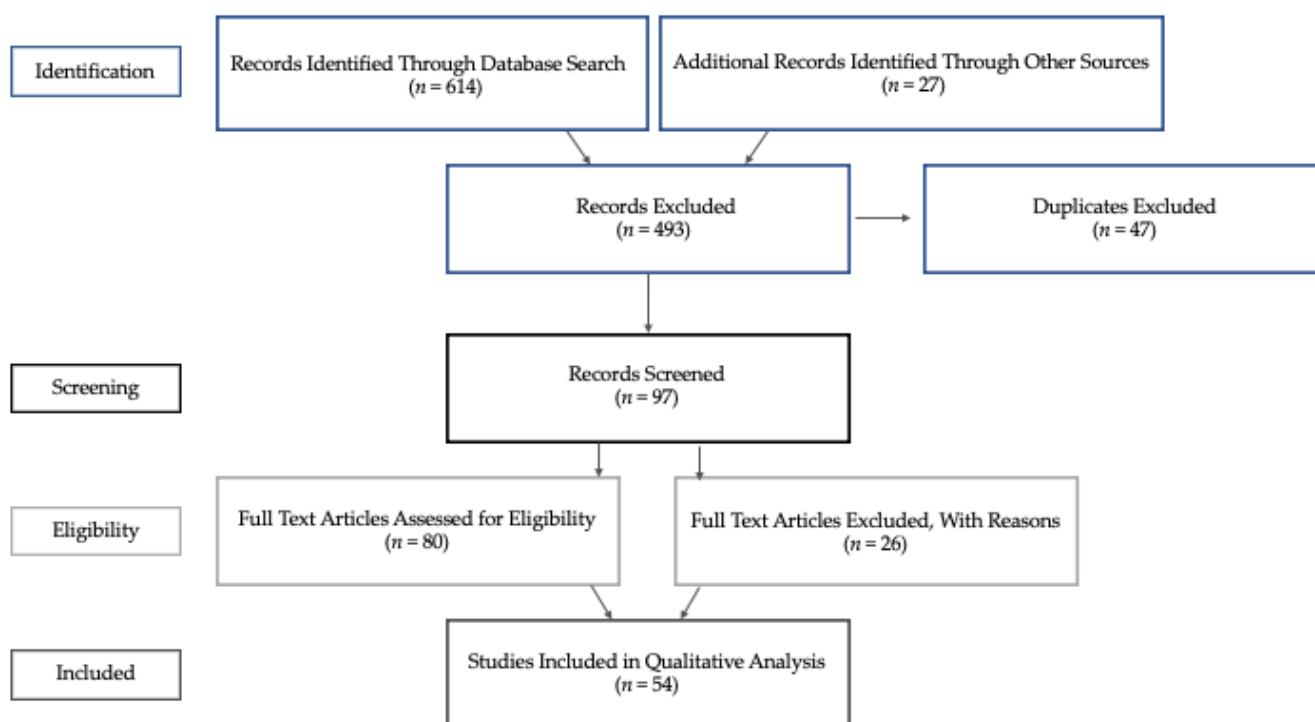 Identification
Records Identified Through Database Search
(n = 614)
Additional Records Identified Through Other Sources
(n = 27)
Records Excluded
(n = 493)
Duplicates Excluded
(n = 47)
Screening
Records Screened
(n = 97)
Eligibility
Full Text Articles Assessed for Eligibility
(n = 80)
Full Text Articles Excluded, With Reasons
(n = 26)
Included
Studies Included in Qualitative Analysis
(n = 54)